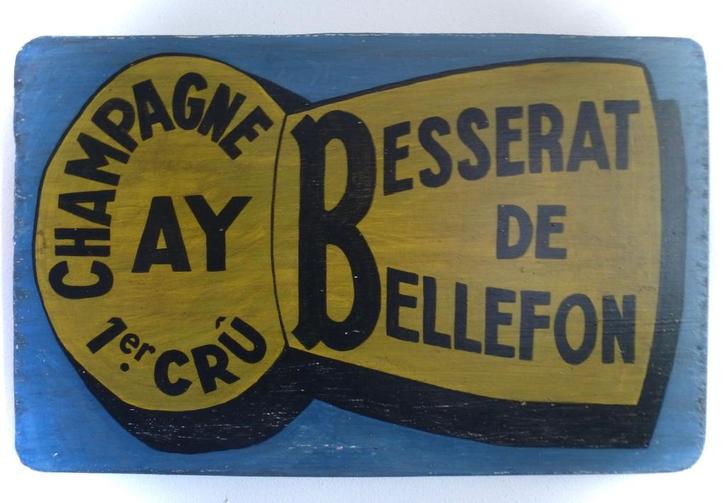 CHAMPAGNE
AY
1er. CRÛ
BESSERAT
DE
BELLEFON